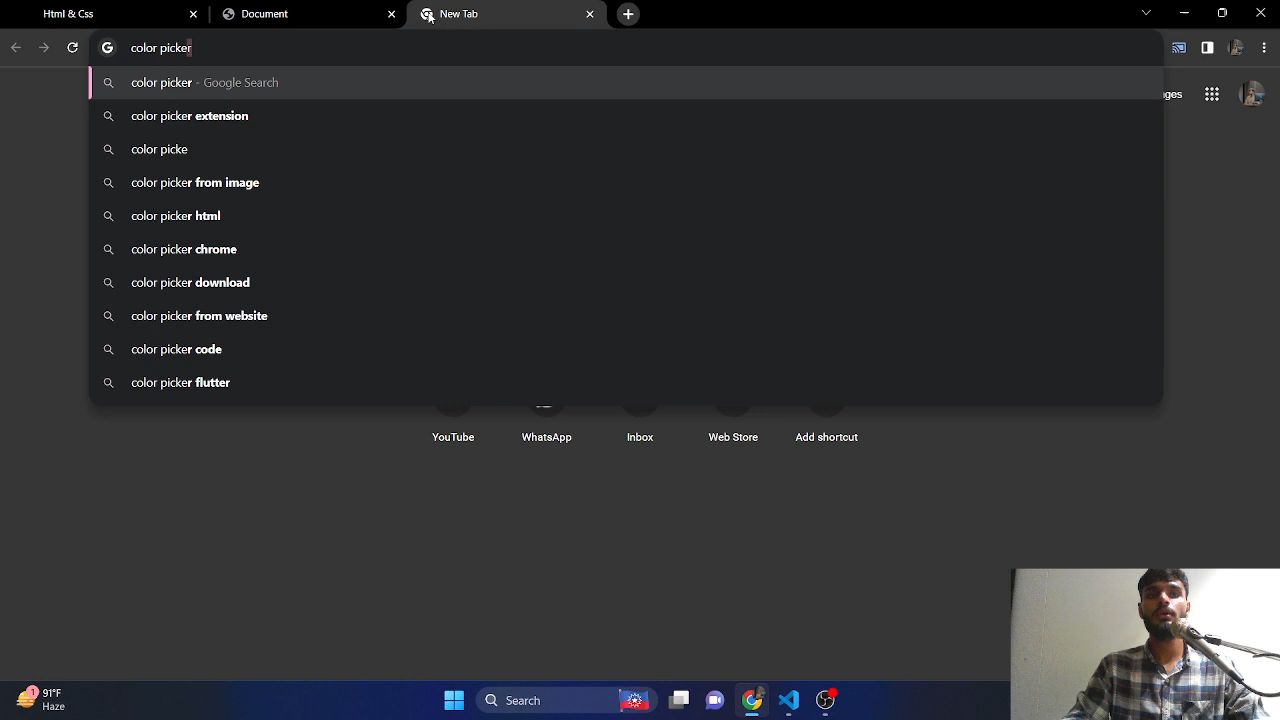 Html & Css
Document
New Tab
color picker
color picker - Google Search
color picker extension
color picke
color picker from image
color picker html
color picker chrome
color picker download
color picker from website
color picker code
color picker flutter
YouTube
WhatsApp
Inbox
Web Store
Add shortcut
1
91°F
Haze
Search